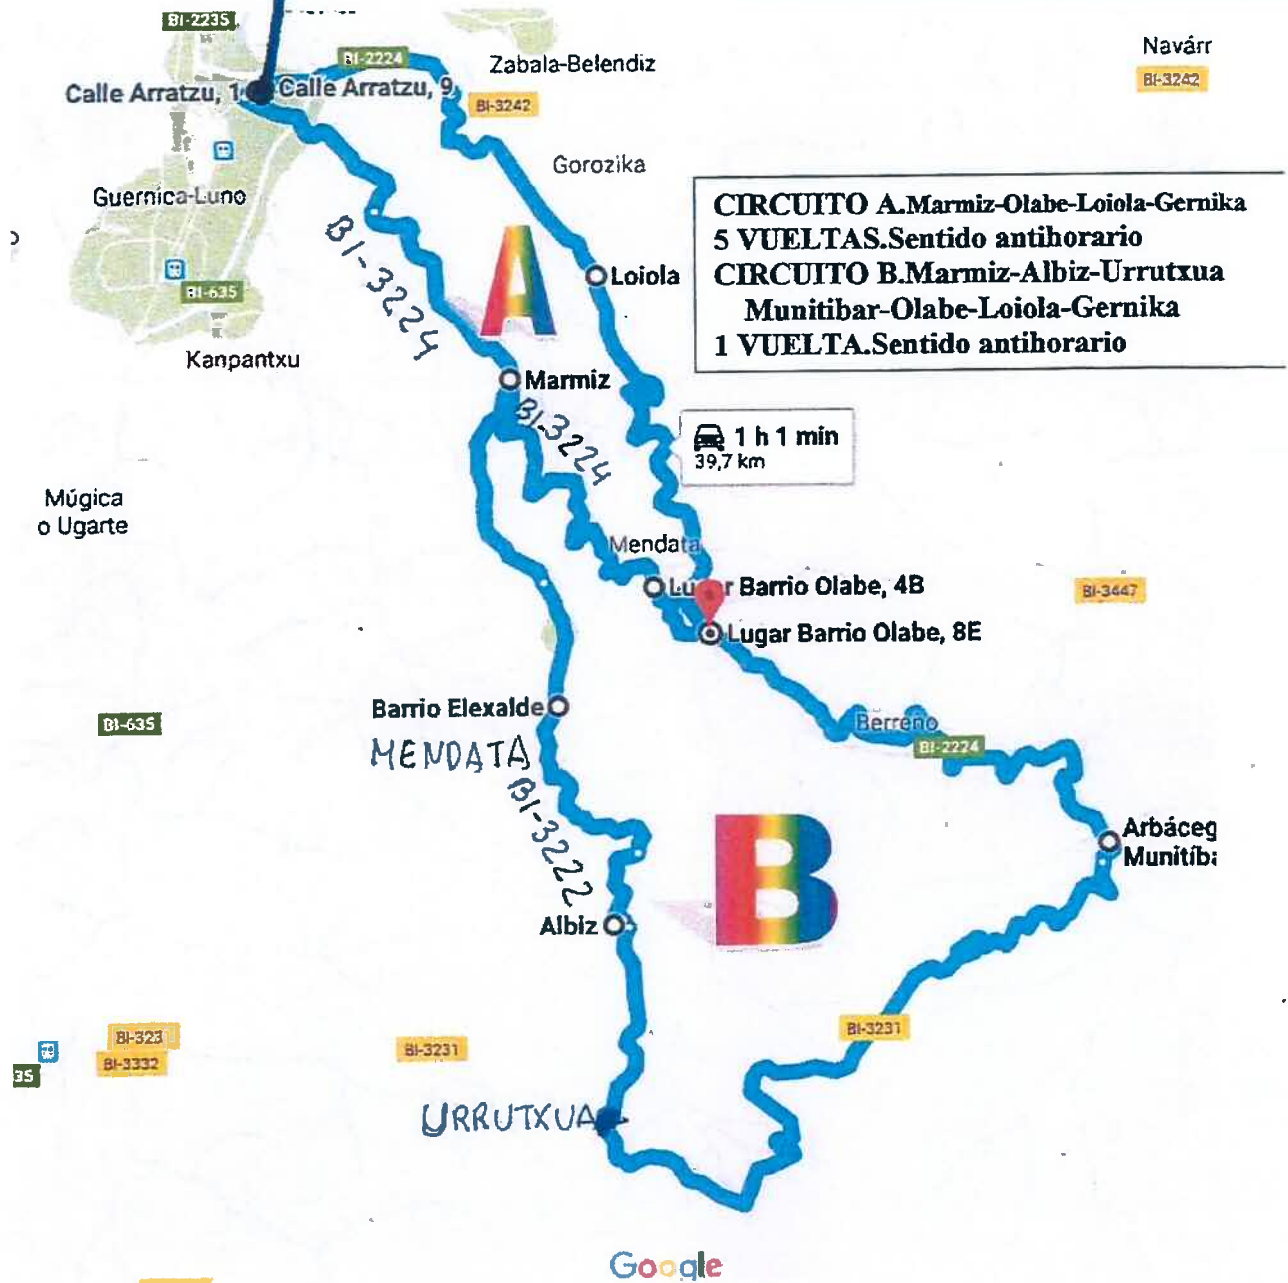 BI-2235
BI-2224
Zabala-Belendiz
Navárr
BI-3242
Calle Arratzu, 1
Calle Arratzu, 9
BI-3242
Gorozika
Guernica-Luno
CIRCUITO A.Marmiz-Olabe-Loiola-Gernika
5 VUELTAS.Sentido antihorario
CIRCUITO B.Marmiz-Albiz-Urrutxua
Munitibar-Olabe-Loiola-Gernika
1 VUELTA.Sentido antihorario
BI-3224
A
Loiola
BI-635
Kanpantxu
Marmiz
BI-3224
1 h 1 min
39,7 km
Múgica
o Ugarte
Mendata
Barrio Olabe, 4B
BI-3447
Lugar Barrio Olabe, 8E
Barrio Elexalde
BI-635
Berreño
MENDATA
BI-2224
BI-3222
B
Arbáceg
Munitib
Albiz
BI-3231
BI-323
BI-3231
BI-3332
35
URRUTXUA
Google